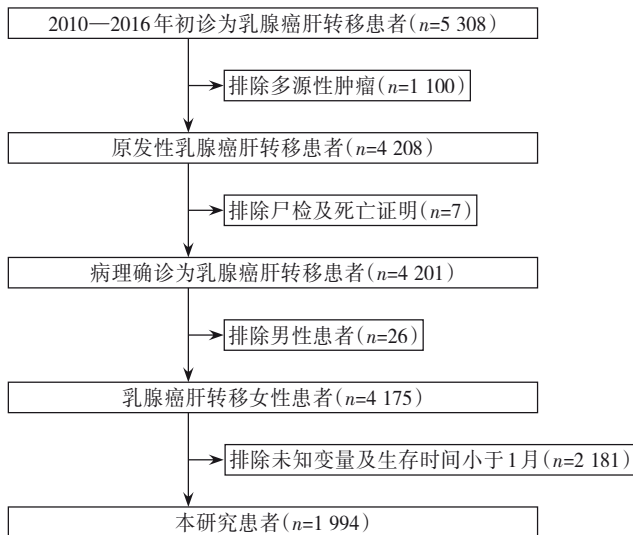 2010—2016年初诊为乳腺癌肝转移患者(n=5 308)
排除多源性肿瘤(n=1 100)
原发性乳腺癌肝转移患者(n=4 208)
排除尸检及死亡证明(n=7)
病理确诊为乳腺癌肝转移患者(n=4 201)
排除男性患者(n=26)
乳腺癌肝转移女性患者(n=4 175)
排除未知变量及生存时间小于1月(n=2 181)
本研究患者(n=1 994)